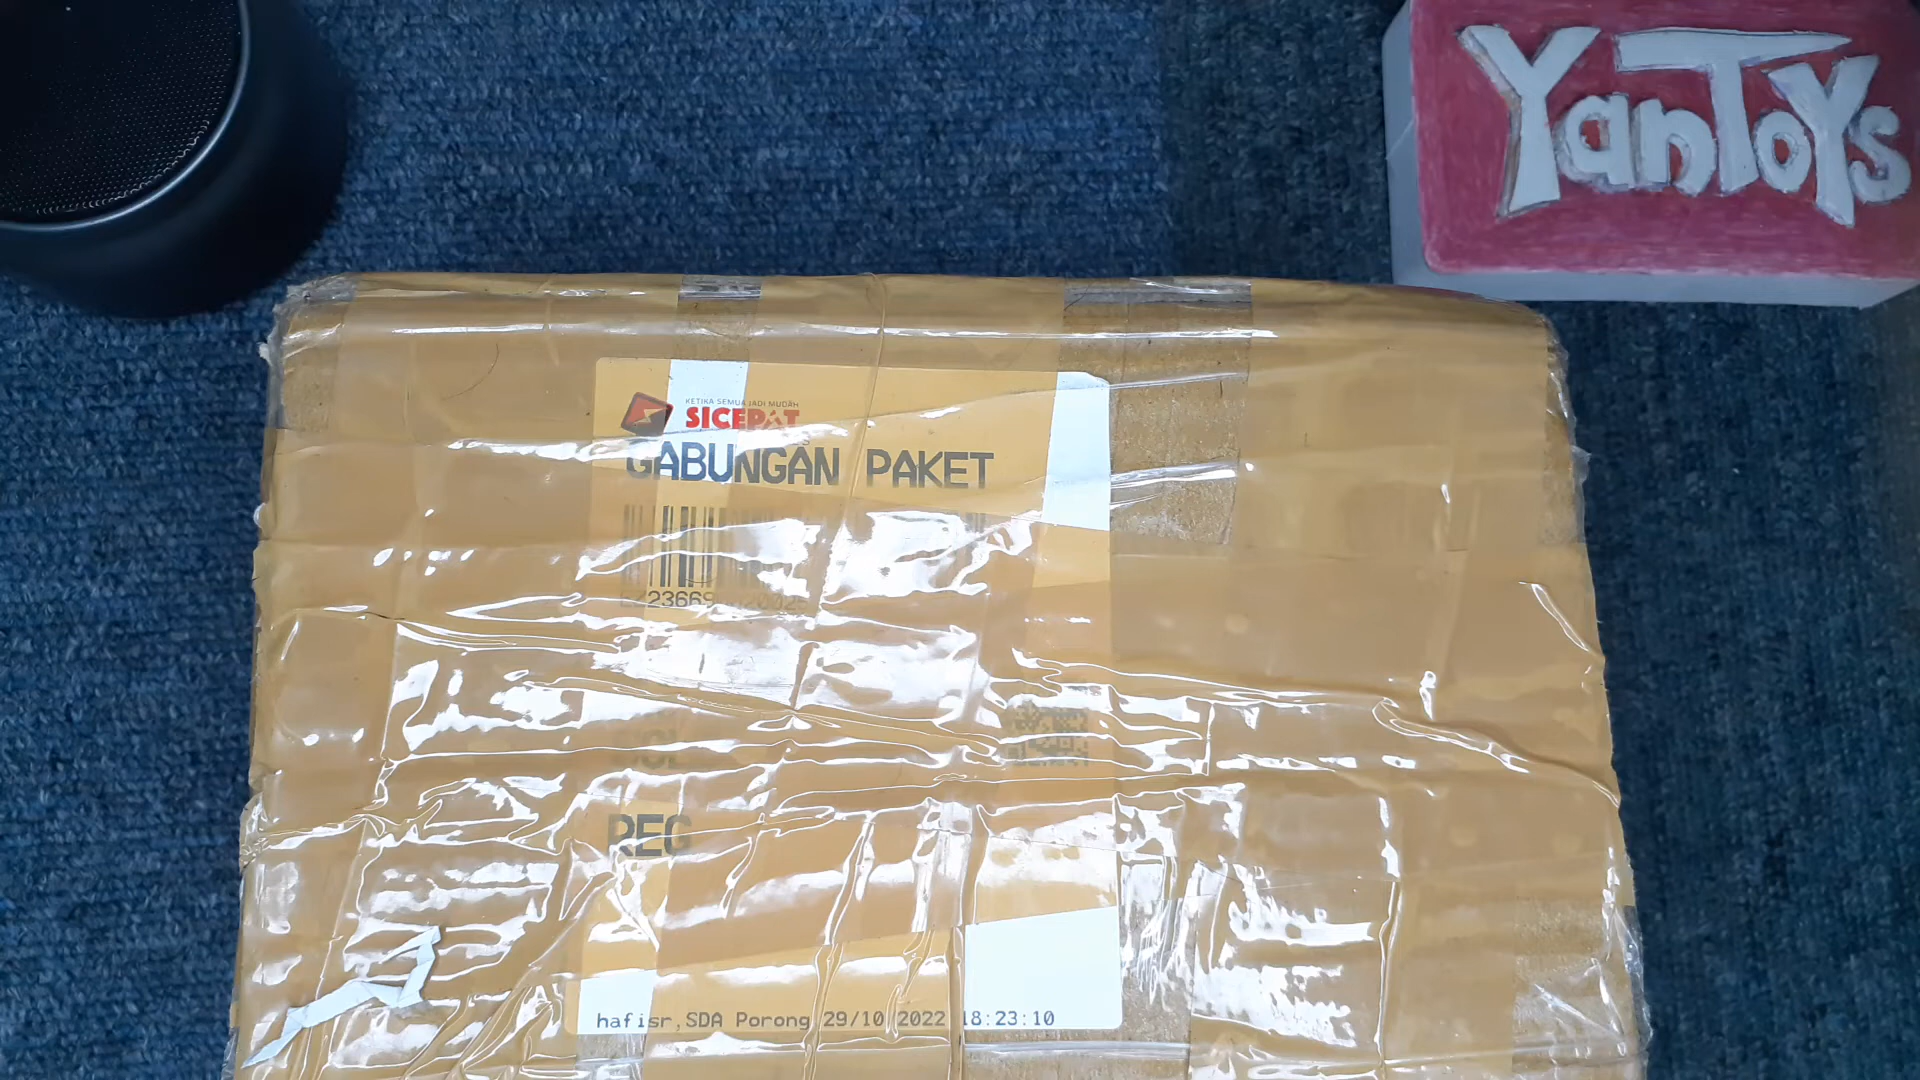 YanToys
KETIKA SEMUA JADI MUDAH
SICEPAT
GABUNGAN PAKET
REG
hafisr,SDA Porong 29/10/2022 18:23:10